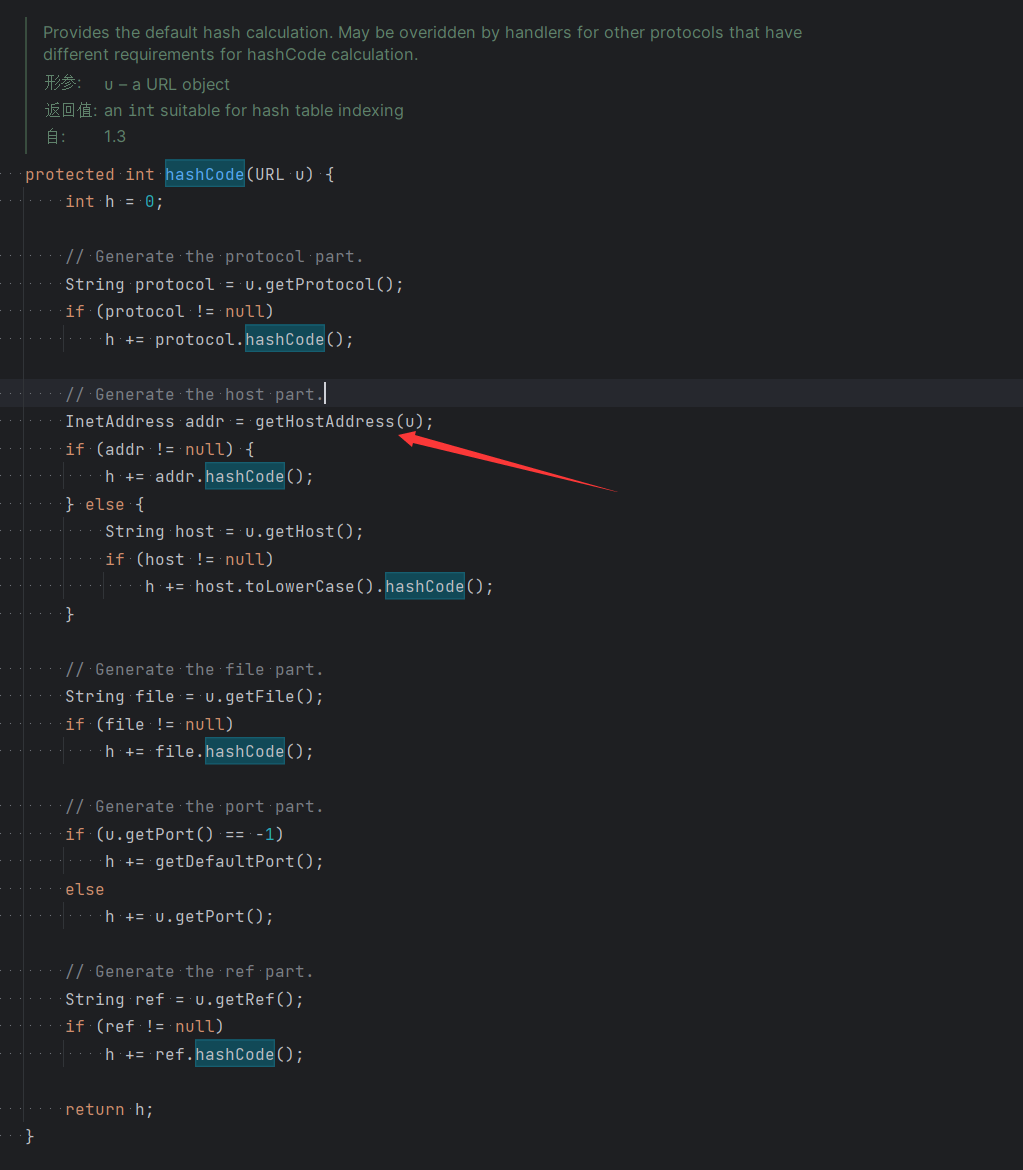 Provides the default hash calculation. May be overidden by handlers for other protocols that have
different requirements for hashCode calculation.
形参: u – a URL object
返回值: an int suitable for hash table indexing
自: 1.3
protected int hashCode(URL u) {
int h = 0;
// Generate the protocol part.
String protocol = u.getProtocol();
if (protocol != null)
h += protocol.hashCode();
// Generate the host part.
InetAddress addr = getHostAddress(u);
if (addr != null) {
h += addr.hashCode();
} else {
String host = u.getHost();
if (host != null)
h += host.toLowerCase().hashCode();
}
// Generate the file part.
String file = u.getFile();
if (file != null)
h += file.hashCode();
// Generate the port part.
if (u.getPort() == -1)
h += getDefaultPort();
else
h += u.getPort();
// Generate the ref part.
String ref = u.getRef();
if (ref != null)
h += ref.hashCode();
return h;
}